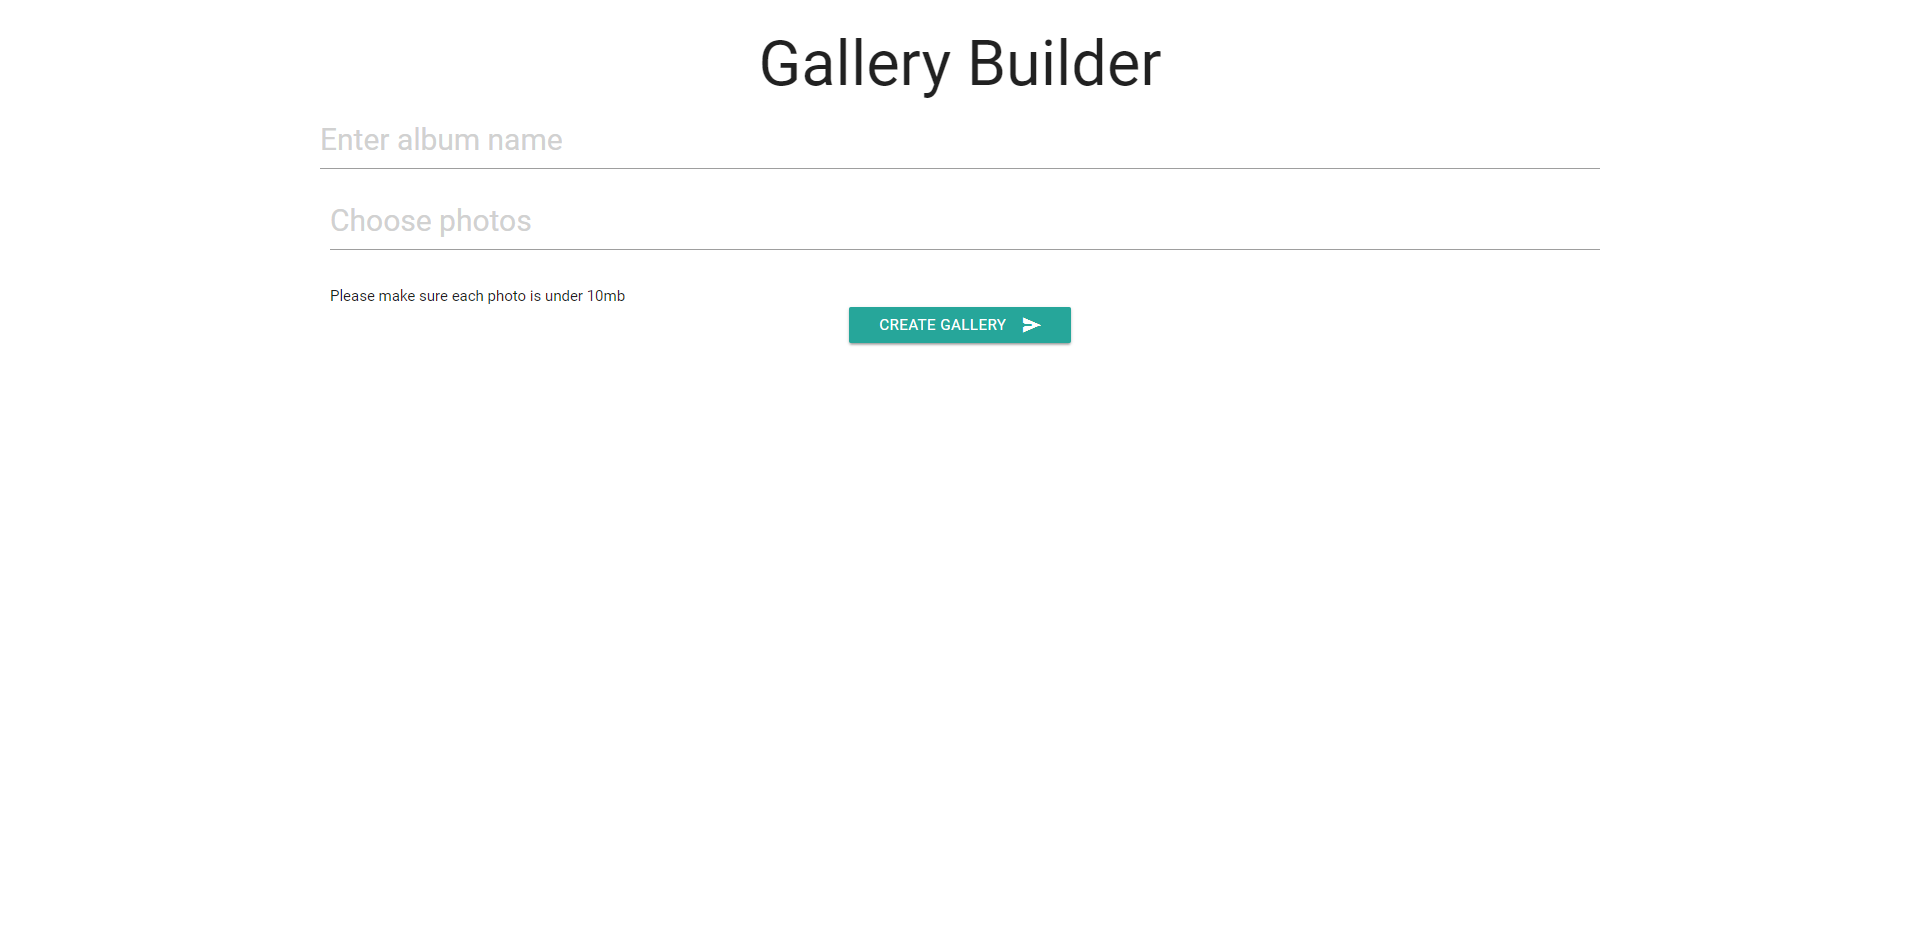 Gallery Builder
Enter album name
Choose photos
Please make sure each photo is under 10mb
CREATE GALLERY